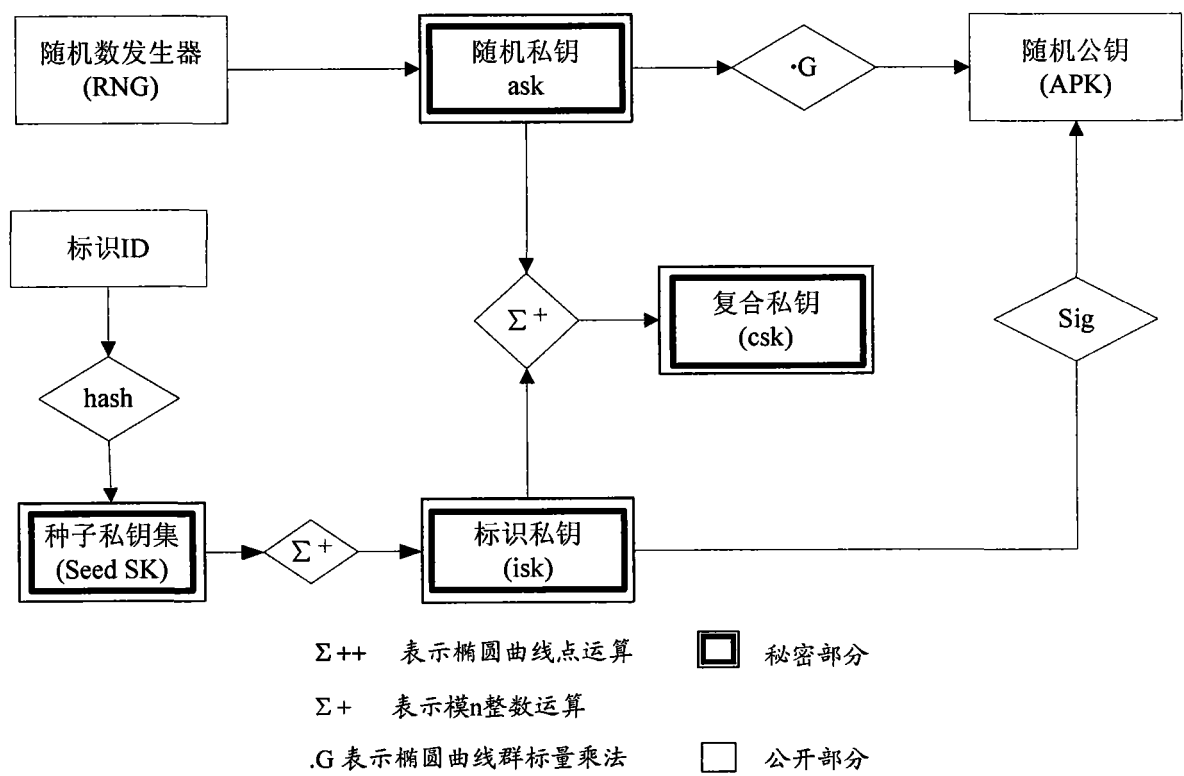 随机数发生器
(RNG)
随机私钥
ask
·G
随机公钥
(APK)
标识ID
Σ+
复合私钥
(csk)
Sig
hash
种子私钥集
(Seed SK)
Σ+
标识私钥
(isk)
Σ++ 表示椭圆曲线点运算
秘密部分
Σ+ 表示模n整数运算
.G 表示椭圆曲线群标量乘法
公开部分